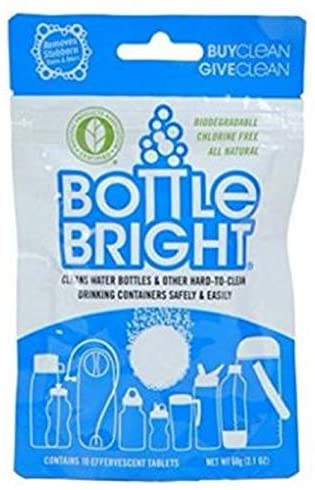 Removes
Stubborn
Stains & Odors!
BUYCLEAN
GIVECLEAN
BIODEGRADABLE
CHLORINE FREE
ALL NATURAL
CERTIFIED
BOTTLE
BRIGHT®
CLEANS WATER BOTTLES & OTHER HARD-TO-CLEAN
DRINKING CONTAINERS SAFELY & EASILY
CONTAINS 10 EFFERVESCENT TABLETS
NET WT 60g (2.1 OZ)